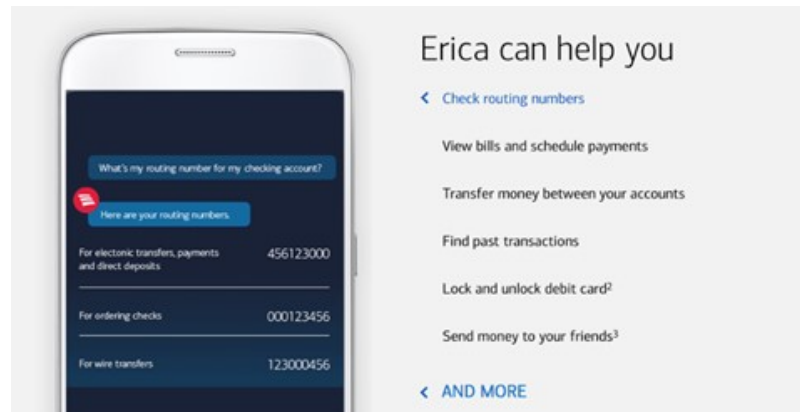 Erica can help you
Check routing numbers
View bills and schedule payments
Transfer money between your accounts
Find past transactions
Lock and unlock debit card²
Send money to your friends³
AND MORE
What's my routing number for my checking account?
Here are your routing numbers.
For electonic transfers, payments
and direct deposits
456123000
For ordering checks
000123456
For wire transfers
123000456